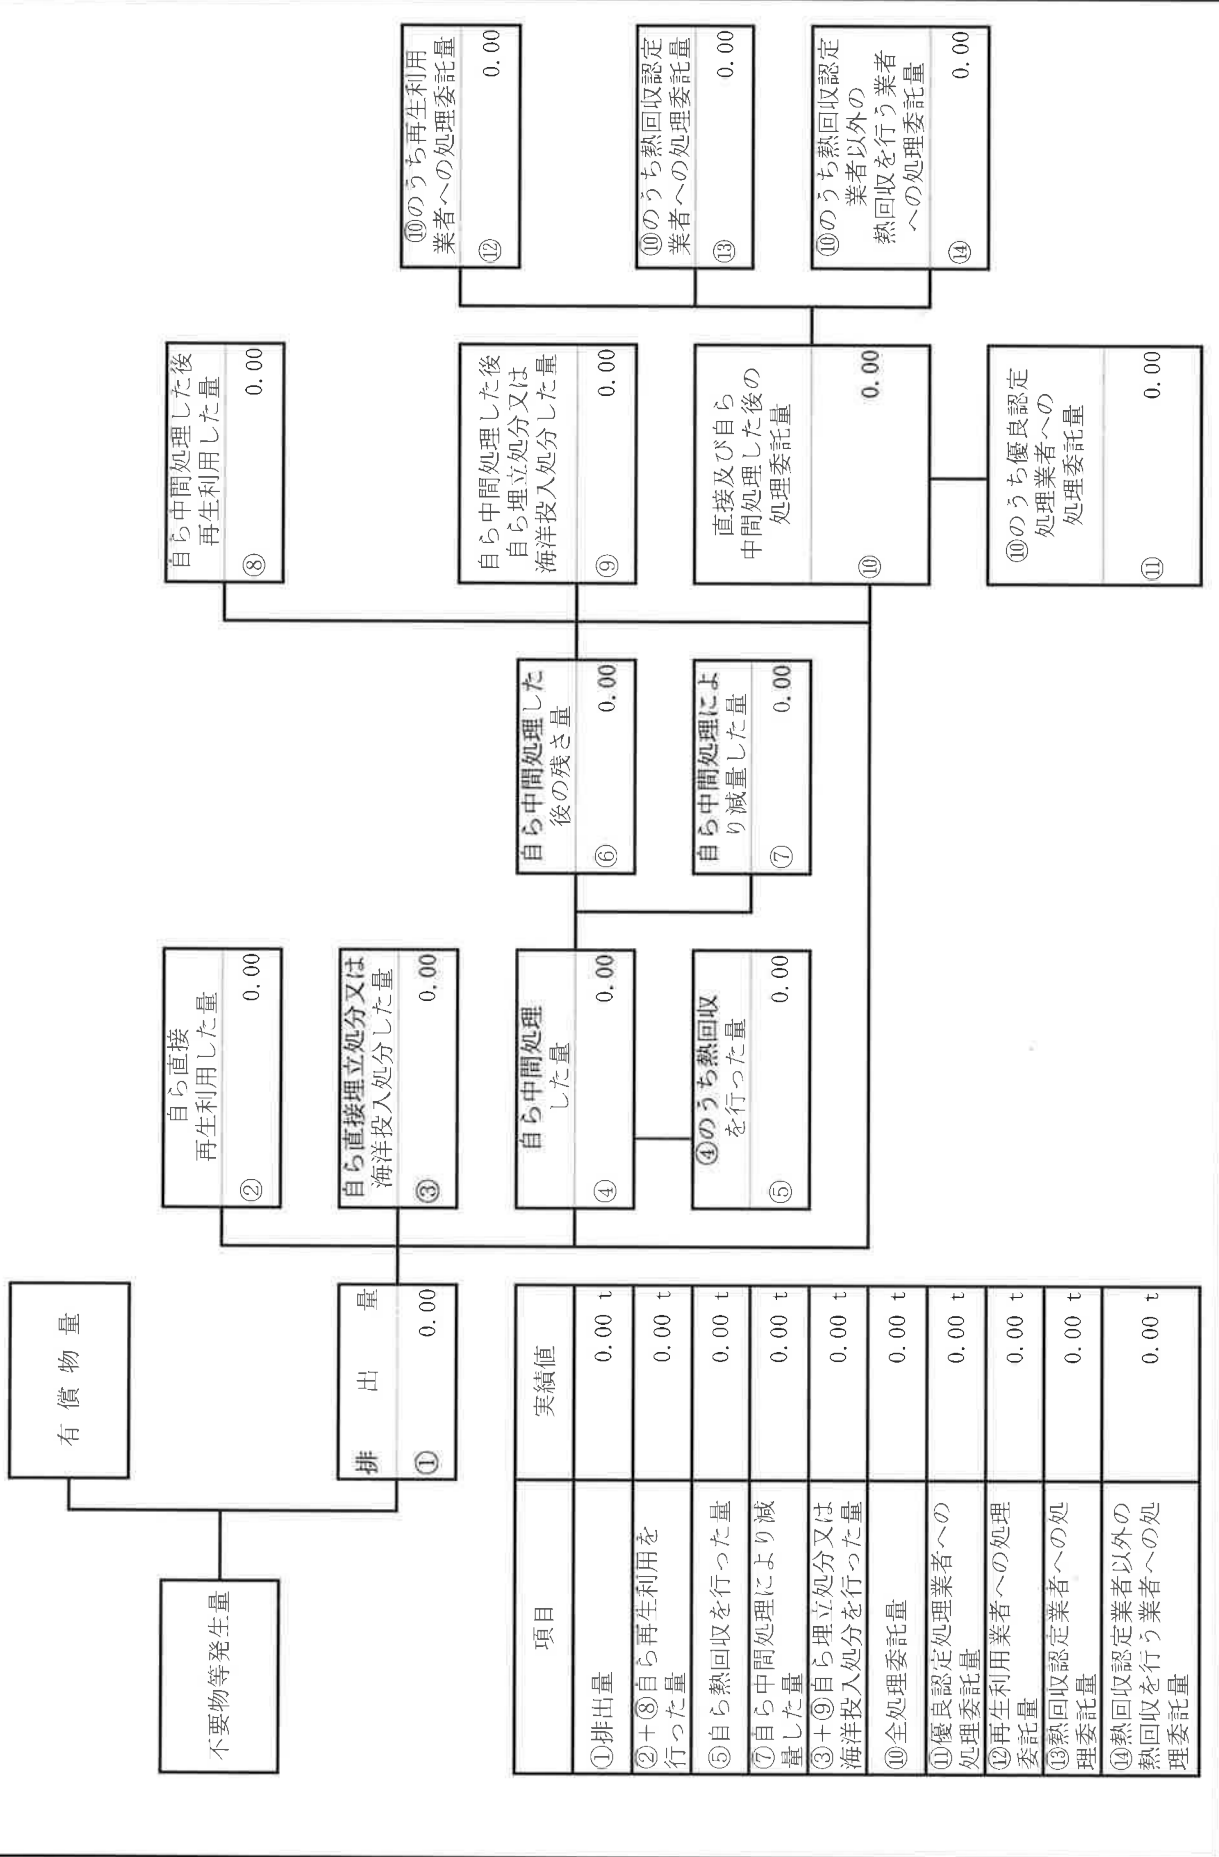 不要物等発生量
有償物量
排出量
①
0.00
自ら直接
再生利用した量
②
0.00
自ら直接埋立処分又は
海洋投入処分した量
③
0.00
自ら中間処理
した量
④
0.00
④のうち熱回収
を行った量
⑤
0.00
自ら中間処理した
後の残さ量
⑥
0.00
自ら中間処理によ
り減量した量
⑦
0.00
自ら中間処理した後
再生利用した量
⑧
0.00
自ら中間処理した後
自ら埋立処分又は
海洋投入処分した量
⑨
0.00
直接及び自ら
中間処理した後の
処理委託量
⑩
0.00
⑩のうち優良認定
処理業者への
処理委託量
⑪
0.00
⑩のうち再生利用
業者への処理委託量
⑫
0.00
⑩のうち熱回収認定
業者への処理委託量
⑬
0.00
⑩のうち熱回収認定
業者以外の
熱回収を行う業者
への処理委託量
⑭
0.00
項目
実績値
①排出量
0.00 t
②+⑧自ら再生利用を
行った量
0.00 t
⑤自ら熱回収を行った量
0.00 t
⑦自ら中間処理により減
量した量
0.00 t
③+⑨自ら埋立処分又は
海洋投入処分を行った量
0.00 t
⑩全処理委託量
0.00 t
⑪優良認定処理業者への
処理委託量
0.00 t
⑫再生利用業者への処理
委託量
0.00 t
⑬熱回収認定業者への処
理委託量
0.00 t
⑭熱回収認定業者以外の
熱回収を行う業者への処
理委託量
0.00 t